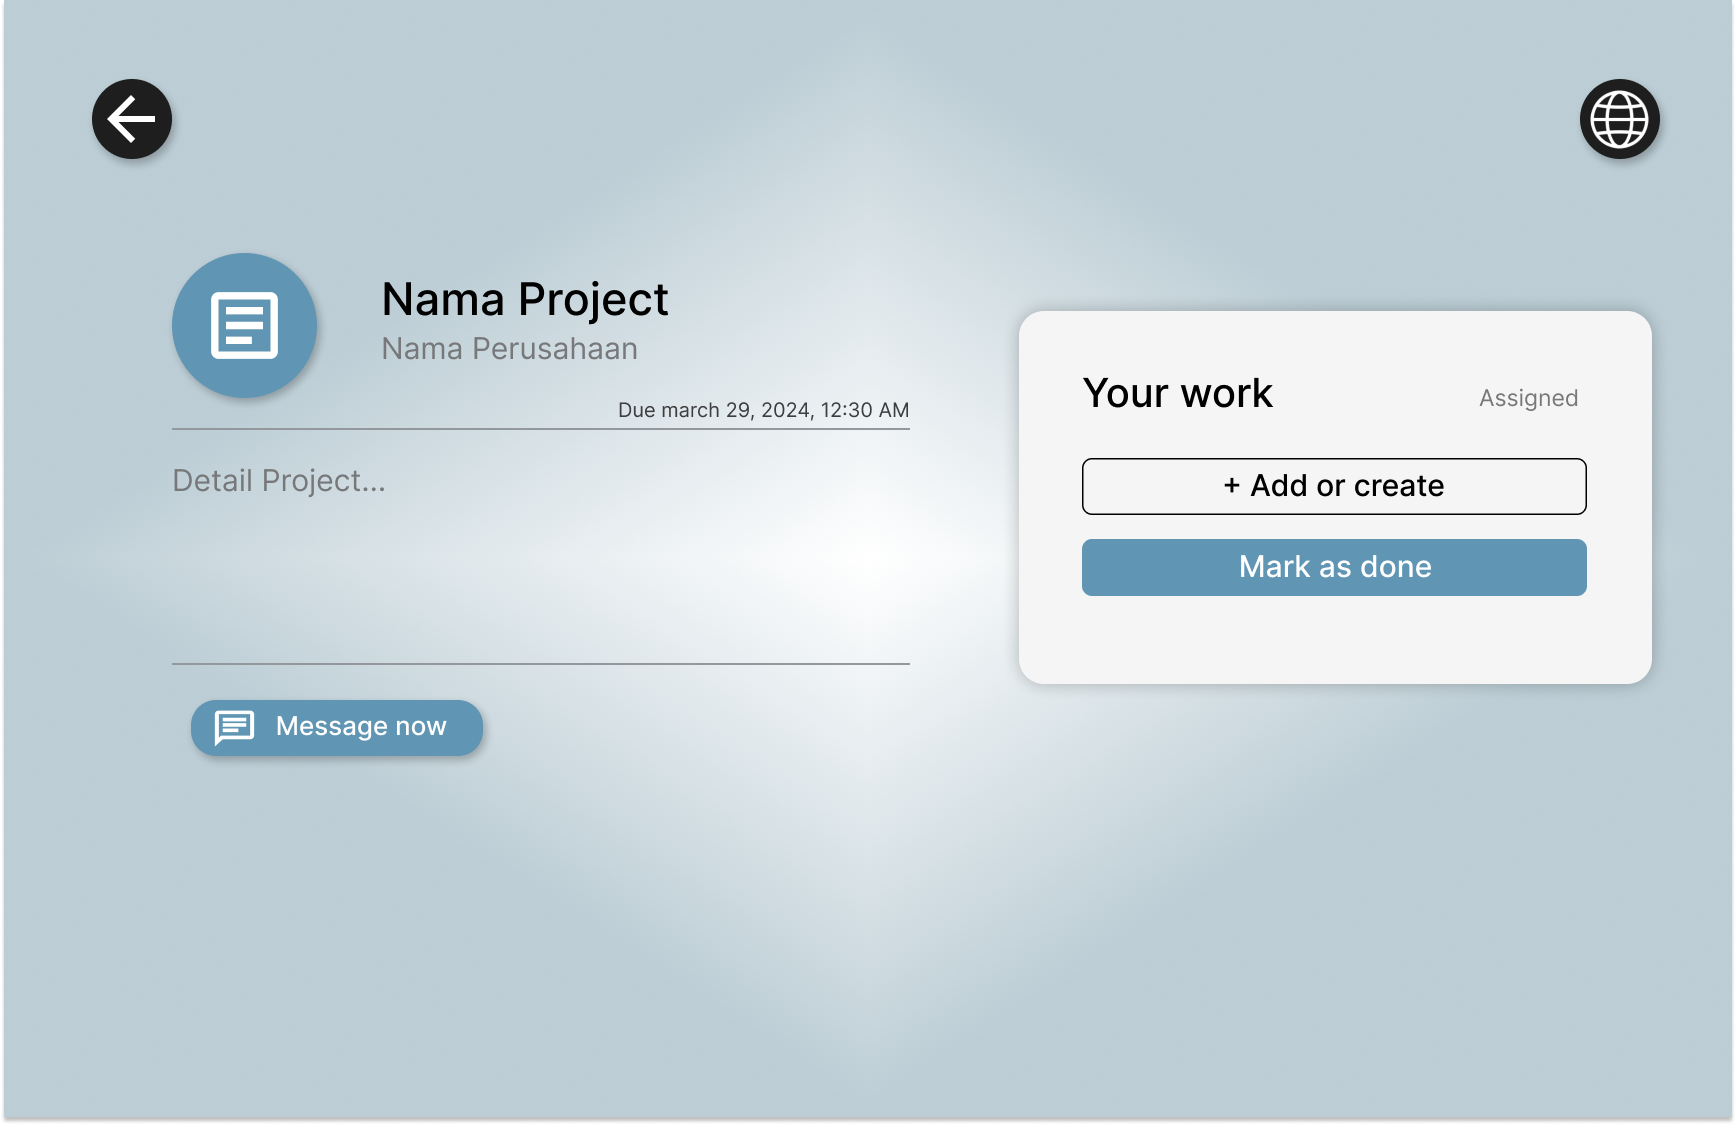 Nama Project
Nama Perusahaan
Due march 29, 2024, 12:30 AM
Detail Project...
Message now
Your work
Assigned
+ Add or create
Mark as done